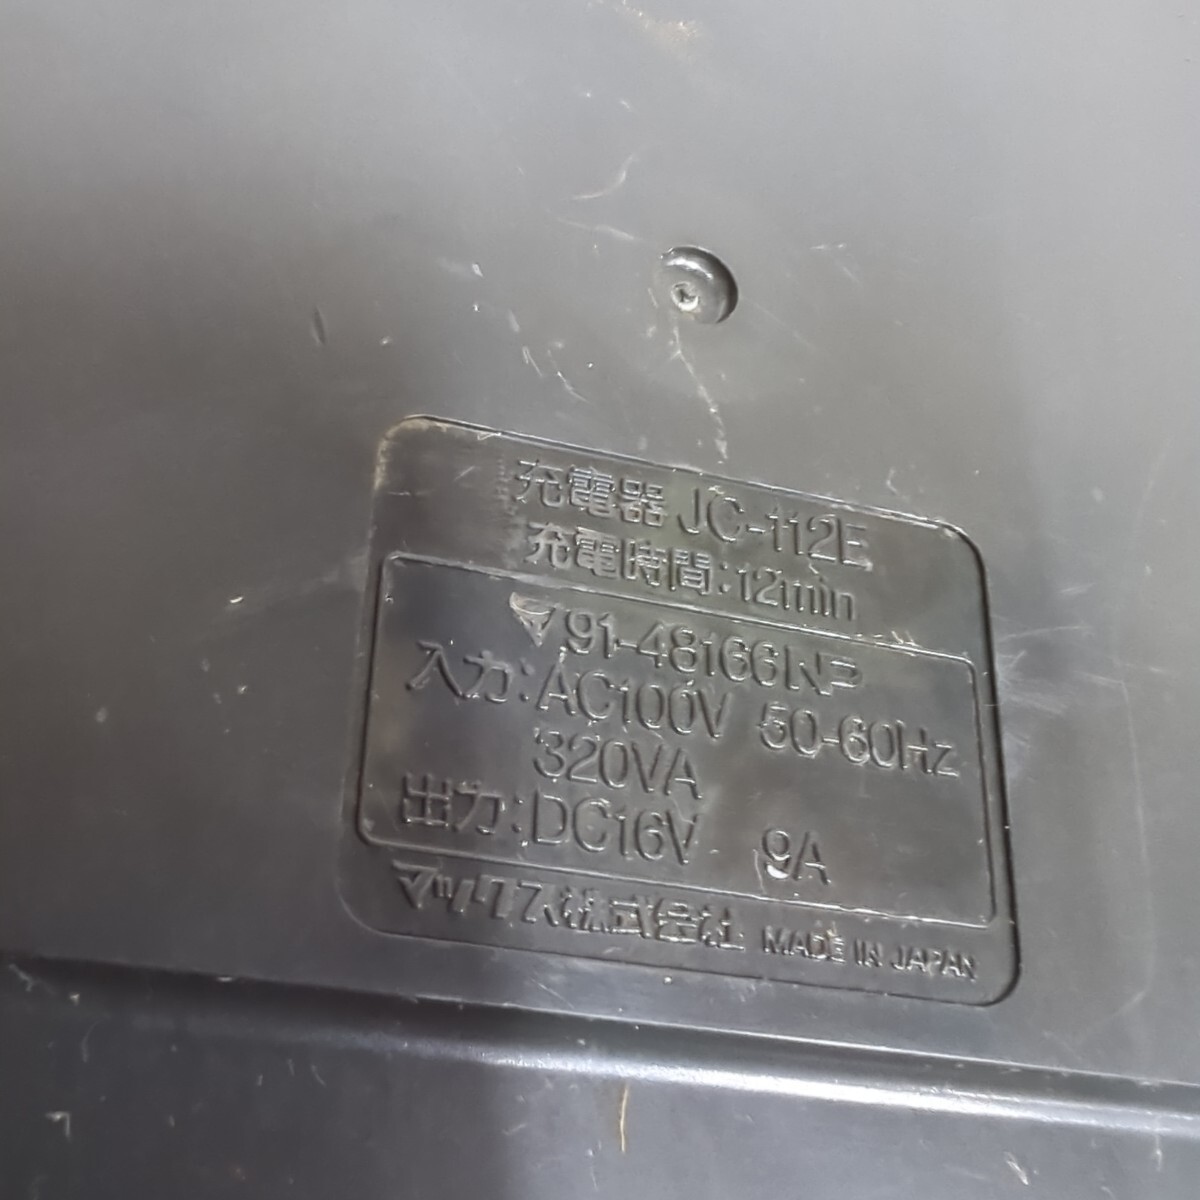 充電器 JC-112E
充電時間:12min
91-48166NP
入力:AC100V 50-60Hz
320VA
出力:DC16V 9A
マックス株式会社 MADE IN JAPAN